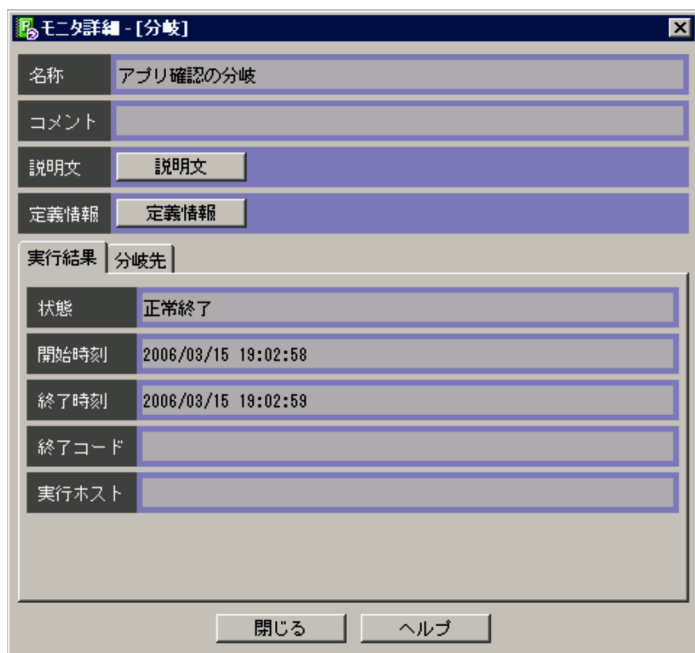 モニタ詳細 - [分岐]
名称 アプリ確認の分岐
コメント
説明文 説明文
定義情報 定義情報
実行結果 分岐先
状態 正常終了
開始時刻 2006/03/15 19:02:58
終了時刻 2006/03/15 19:02:59
終了コード
実行ホスト
閉じる ヘルプ